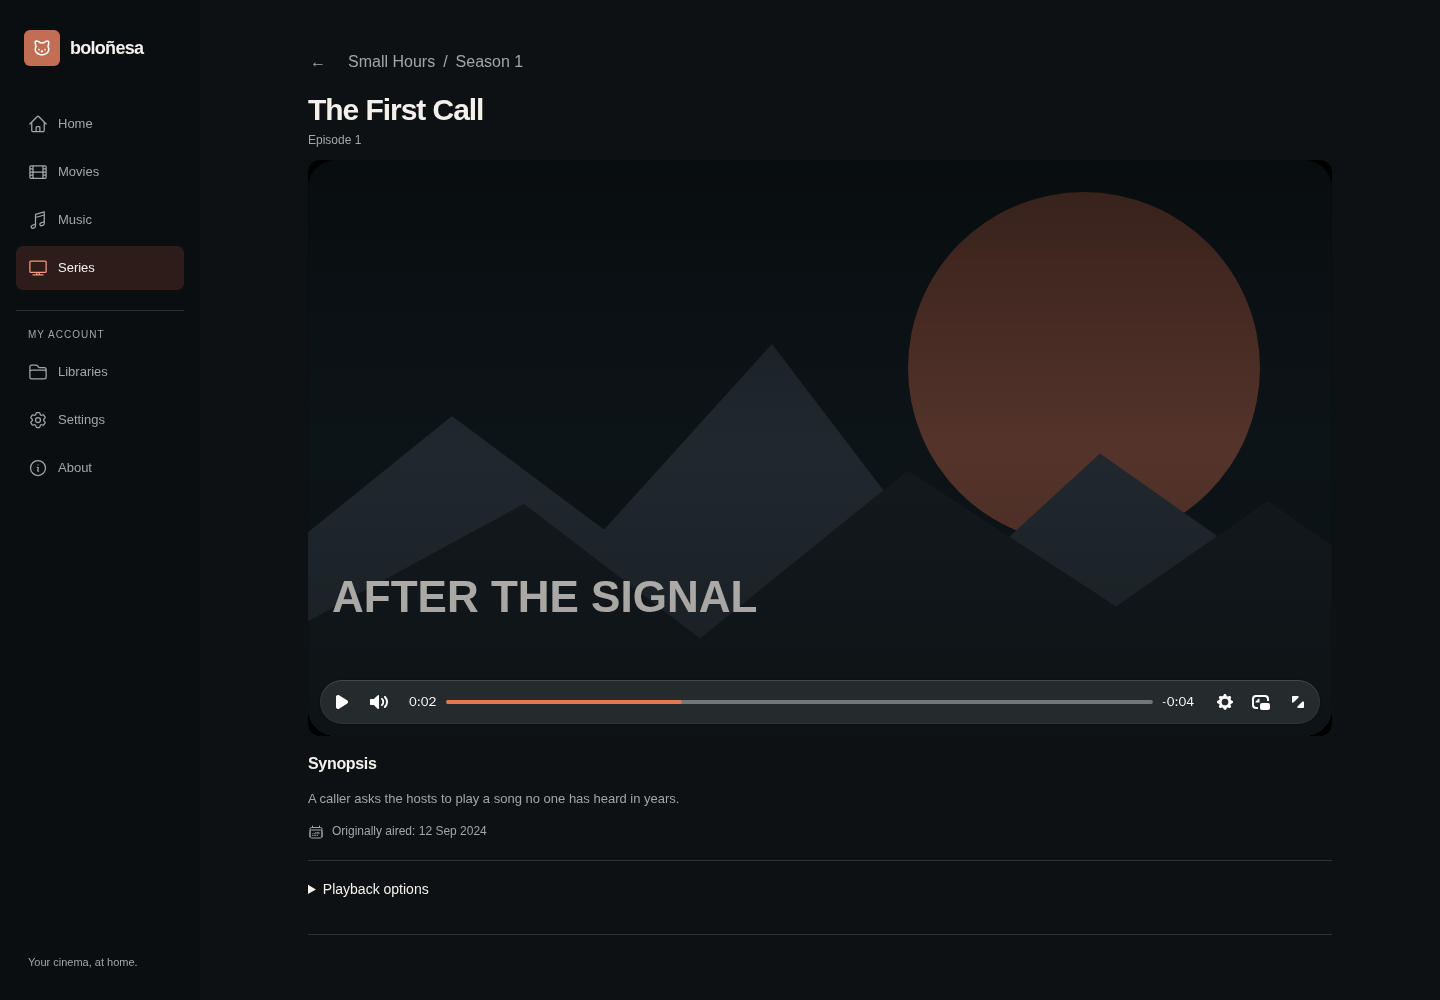 boloñesa
Home
Movies
Music
Series
MY ACCOUNT
Libraries
Settings
About
Your cinema, at home.
← Small Hours / Season 1
The First Call
Episode 1
AFTER THE SIGNAL
0:02
-0:04
Synopsis
A caller asks the hosts to play a song no one has heard in years.
Originally aired: 12 Sep 2024
Playback options